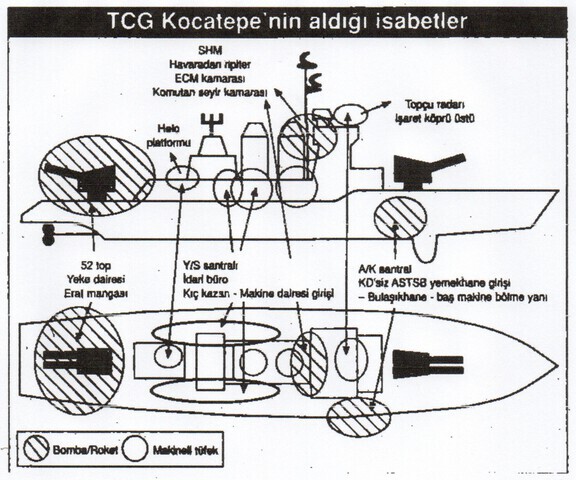 TCG Kocatepe'nin aldığı isabetler
SHM
Havaradarı ripiter
ECM kamarası
Komutan seyir kamarası
Helo
platformu
Topçu radarı
işaret köprü üstü
52 top
Yeke dairesi
Erat mangası
Y/S santralı
İdari büro
Kıç kazan - Makine dairesi girişi
A/K santral
KD'siz ASTSB yemekhane girişi
– Bulaşıkhane - baş makine bölme yanı
Bomba/Roket
Makineli tüfek